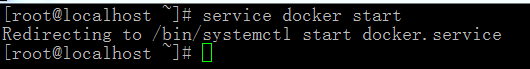 [root@localhost ~]# service docker start
Redirecting to /bin/systemctl start docker.service
[root@localhost ~]#